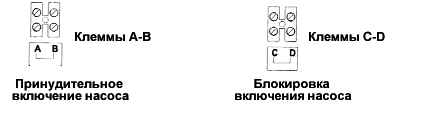 Клеммы A-B
A B
Принудительное
включение насоса
Клеммы C-D
C D
Блокировка
включения насоса